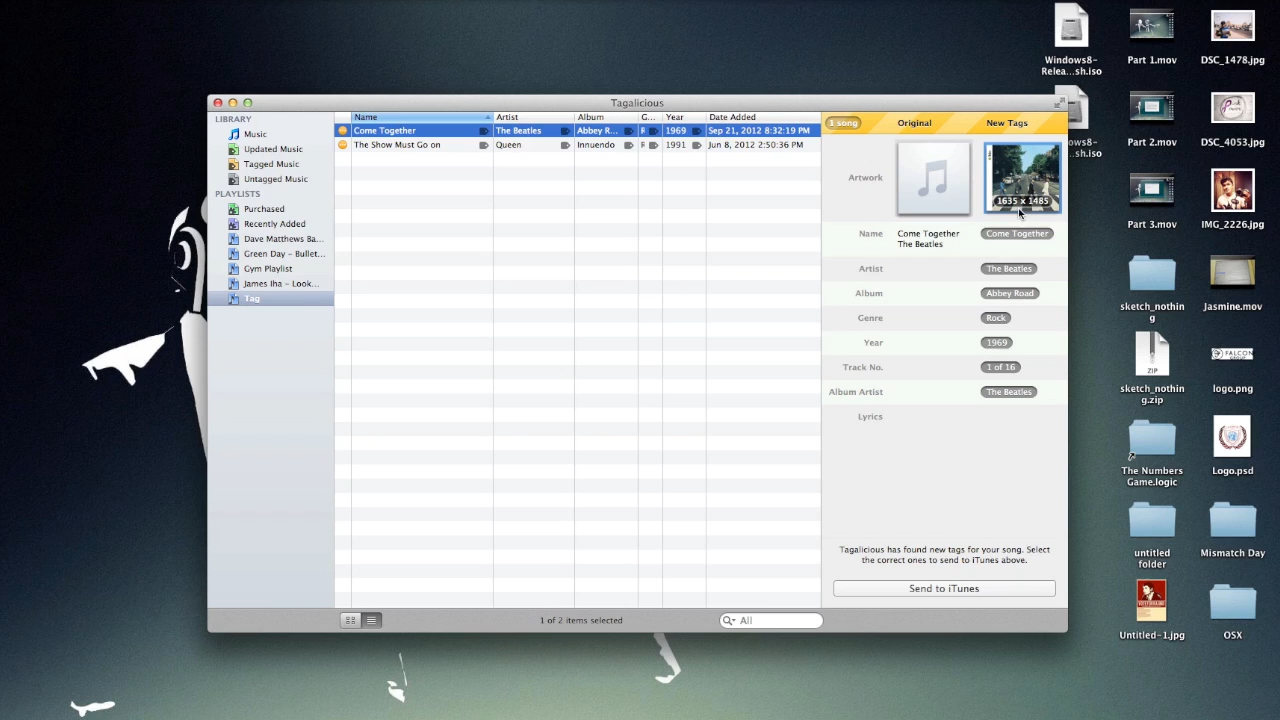 Tagalicious
LIBRARY
Music
Updated Music
Tagged Music
Untagged Music
PLAYLISTS
Purchased
Recently Added
Dave Matthews Ba...
Green Day – Bullet...
Gym Playlist
James Iha – Look...
Tag
Name Artist Album G... Year Date Added
Come Together The Beatles Abbey R... R 1969 Sep 21, 2012 8:32:19 PM
The Show Must Go on Queen Innuendo R 1991 Jun 8, 2012 2:50:36 PM
1 song Original New Tags
Artwork 1635 x 1485
Name Come Together Come Together
The Beatles
Artist The Beatles
Album Abbey Road
Genre Rock
Year 1969
Track No. 1 of 16
Album Artist The Beatles
Lyrics
Tagalicious has found new tags for your song. Select
the correct ones to send to iTunes above.
Send to iTunes
1 of 2 items selected
All
Windows8-
Relea...sh.iso
sh.iso
Part 1.mov
Part 2.mov
Part 3.mov
sketch_nothin
g
ZIP
sketch_nothin
g.zip
The Numbers
Game.logic
untitled
folder
Untitled-1.jpg
DSC_1478.jpg
DSC_4053.jpg
IMG_2226.jpg
Jasmine.mov
FALCON
logo.png
Logo.psd
Mismatch Day
OSX